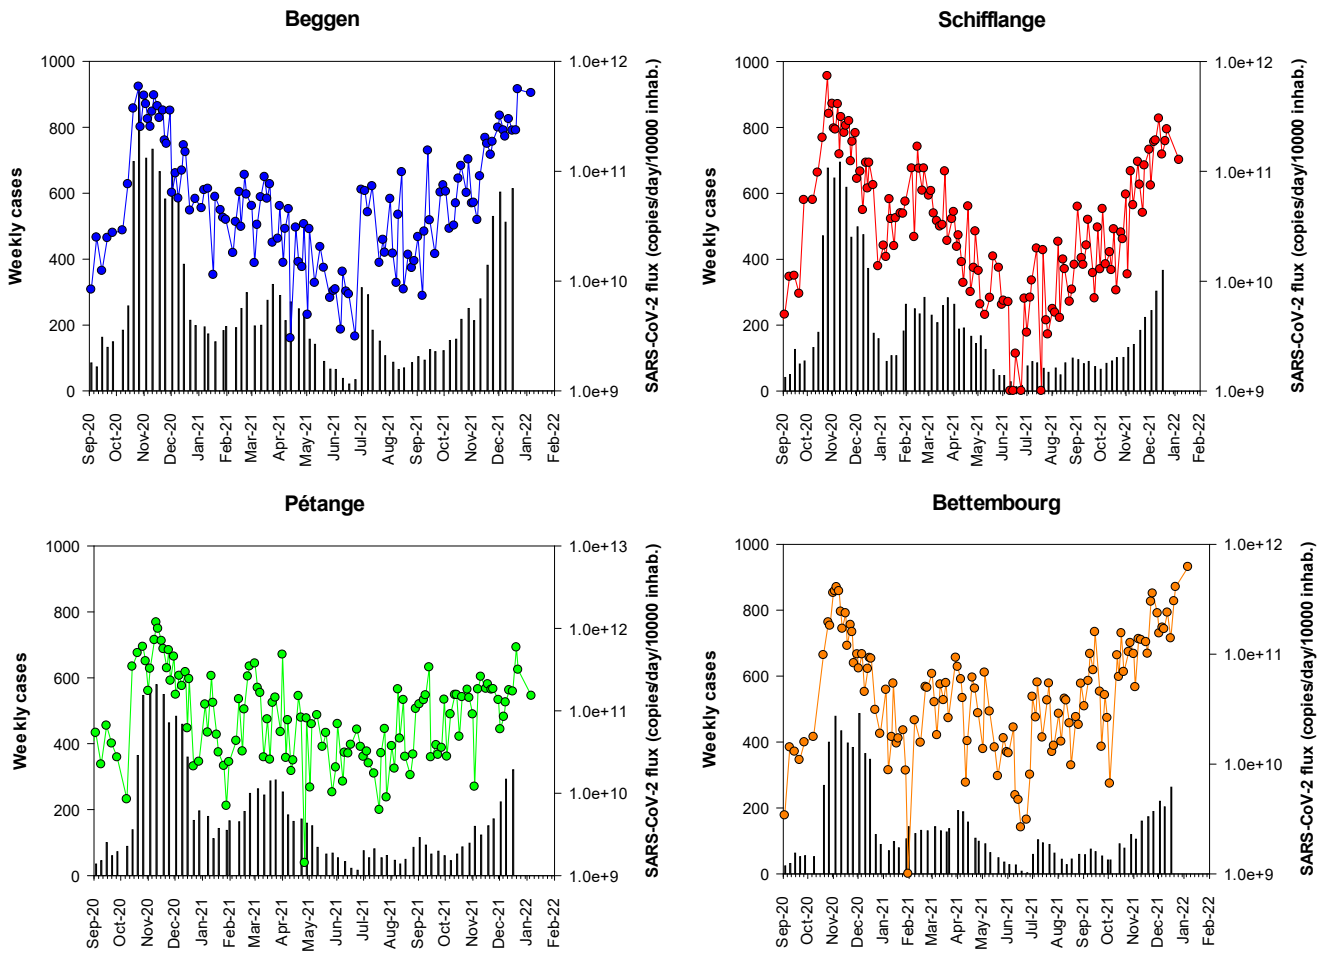 Beggen
Weekly cases
1000
800
600
400
200
0
1.0e+12
1.0e+11
1.0e+10
1.0e+9
SARS-CoV-2 flux (copies/day/10000 inhab.)
Sep-20
Oct-20
Nov-20
Dec-20
Jan-21
Feb-21
Mar-21
Apr-21
May-21
Jun-21
Jul-21
Aug-21
Sep-21
Oct-21
Nov-21
Dec-21
Jan-22
Feb-22
Schifflange
Weekly cases
1000
800
600
400
200
0
1.0e+12
1.0e+11
1.0e+10
1.0e+9
SARS-CoV-2 flux (copies/day/10000 inhab.)
Sep-20
Oct-20
Nov-20
Dec-20
Jan-21
Feb-21
Mar-21
Apr-21
May-21
Jun-21
Jul-21
Aug-21
Sep-21
Oct-21
Nov-21
Dec-21
Jan-22
Feb-22
Pétange
Weekly cases
1000
800
600
400
200
0
1.0e+13
1.0e+12
1.0e+11
1.0e+10
1.0e+9
SARS-CoV-2 flux (copies/day/10000 inhab.)
Sep-20
Oct-20
Nov-20
Dec-20
Jan-21
Feb-21
Mar-21
Apr-21
May-21
Jun-21
Jul-21
Aug-21
Sep-21
Oct-21
Nov-21
Dec-21
Jan-22
Feb-22
Bettembourg
Weekly cases
1000
800
600
400
200
0
1.0e+12
1.0e+11
1.0e+10
1.0e+9
SARS-CoV-2 flux (copies/day/10000 inhab.)
Sep-20
Oct-20
Nov-20
Dec-20
Jan-21
Feb-21
Mar-21
Apr-21
May-21
Jun-21
Jul-21
Aug-21
Sep-21
Oct-21
Nov-21
Dec-21
Jan-22
Feb-22